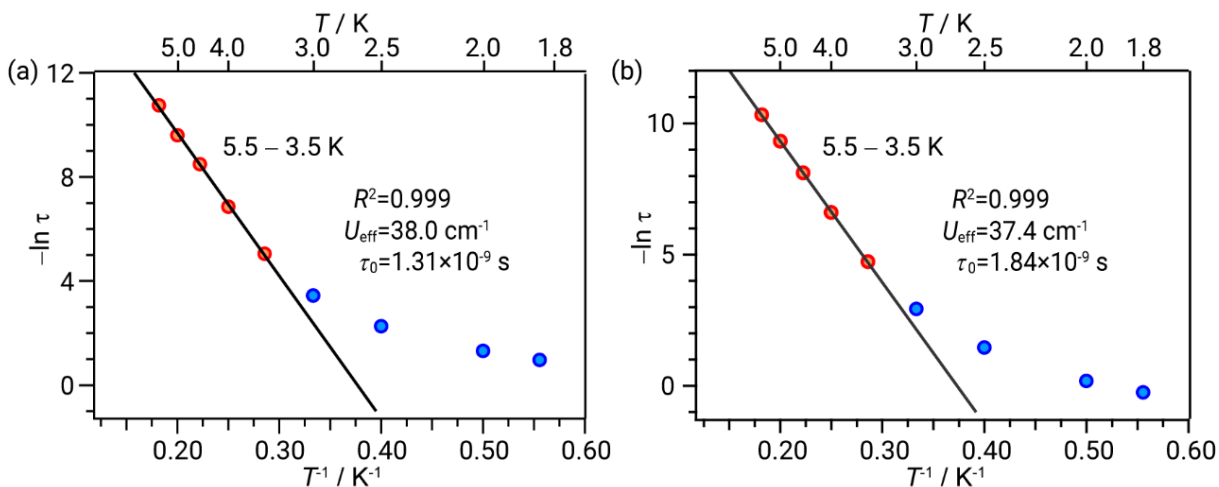 (a)
T / K
5.0 4.0 3.0 2.5 2.0 1.8
12
8
4
0
−ln τ
5.5 – 3.5 K
R²=0.999
U_eff=38.0 cm⁻¹
τ₀=1.31×10⁻⁹ s
0.20 0.30 0.40 0.50 0.60
T⁻¹ / K⁻¹
(b)
T / K
5.0 4.0 3.0 2.5 2.0 1.8
10
5
0
−ln τ
5.5 – 3.5 K
R²=0.999
U_eff=37.4 cm⁻¹
τ₀=1.84×10⁻⁹ s
0.20 0.30 0.40 0.50 0.60
T⁻¹ / K⁻¹